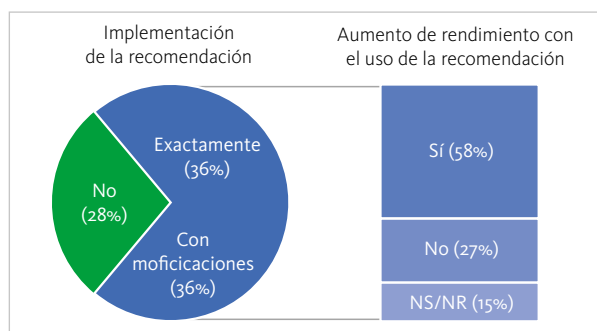 Implementación
de la recomendación
Exactamente
(36%)
No
(28%)
Con
moficicaciones
(36%)
Aumento de rendimiento con
el uso de la recomendación
Sí (58%)
No (27%)
NS/NR (15%)